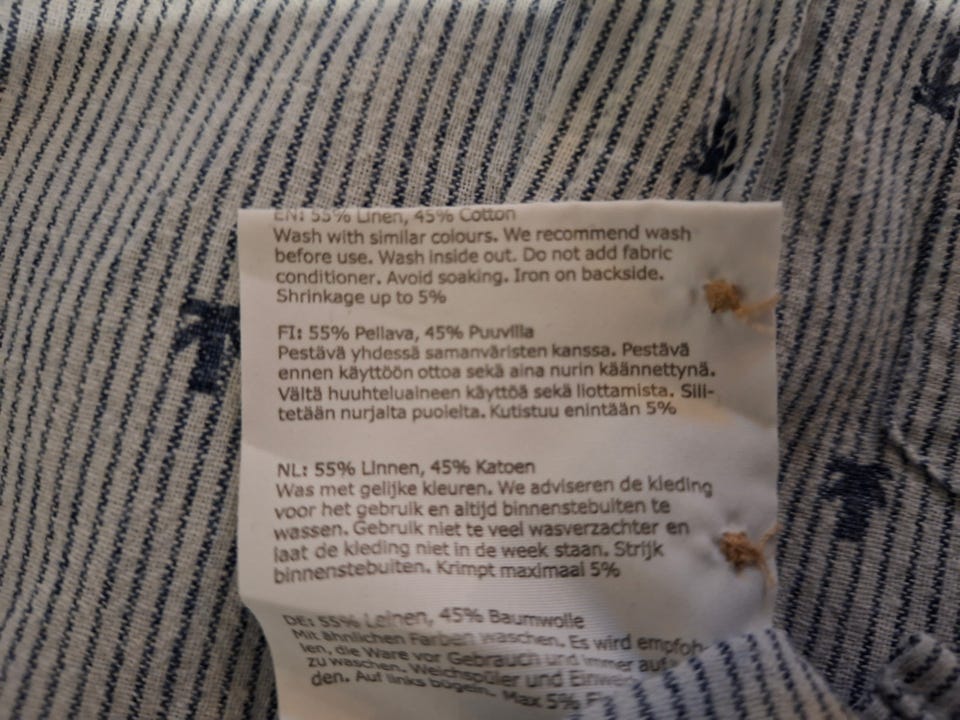 EN: 55% Linen, 45% Cotton
Wash with similar colours. We recommend wash
before use. Wash inside out. Do not add fabric
conditioner. Avoid soaking. Iron on backside.
Shrinkage up to 5%
FI: 55% Pellava, 45% Puuvilla
Pestävä yhdessä samanväristen kanssa. Pestävä
ennen käyttöön ottoa sekä aina nurin käännettynä.
Vältä huuhteluaineen käyttöä sekä liottamista. Sili-
tetään nurjalta puolelta. Kutistuu enintään 5%
NL: 55% Linnen, 45% Katoen
Was met gelijke kleuren. We adviseren de kleding
voor het gebruik en altijd binnenstebuiten te
wassen. Gebruik niet te veel wasverzachter en
laat de kleding niet in de week staan. Strijk
binnenstebuiten. Krimpt maximaal 5%
DE: 55% Leinen, 45% Baumwolle
Mit ähnlichen Farben waschen. Es wird empfoh-
len, die Ware vor Gebrauch und immer auf
zu waschen. Weichspüler und Einwe
den. Auf links bügeln. Max 5%